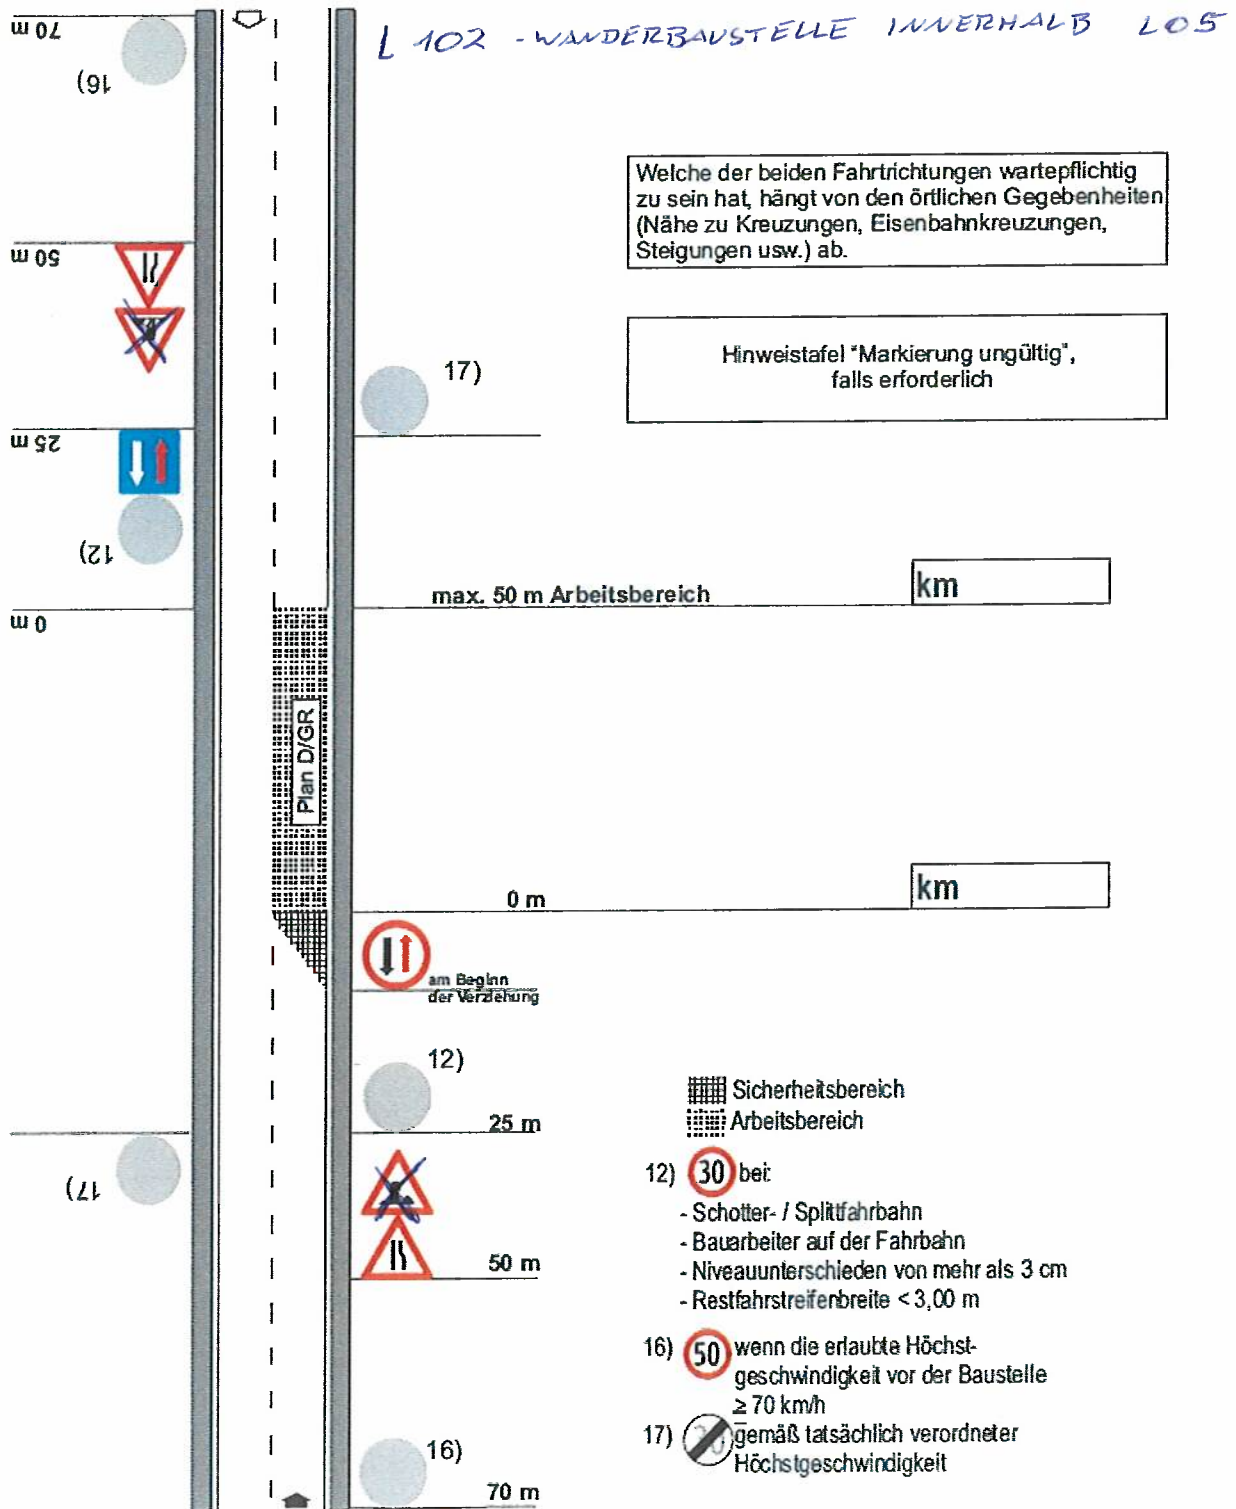 L 102 - WANDERBAUSTELLE INNERHALB LO5
70 m
16)
Welche der beiden Fahrtrichtungen wartepflichtig
zu sein hat, hängt von den örtlichen Gegebenheiten
(Nähe zu Kreuzungen, Eisenbahnkreuzungen,
Steigungen usw.) ab.
50 m
Hinweistafel "Markierung ungültig",
falls erforderlich
17)
25 m
12)
max. 50 m Arbeitsbereich
km
0 m
Plan D/GR
km
0 m
am Beginn
der Verziehung
12)
25 m
17)
50 m
16)
70 m
Sicherheitsbereich
Arbeitsbereich
12) 30 bei:
- Schotter- / Splittfahrbahn
- Bauarbeiter auf der Fahrbahn
- Niveauunterschieden von mehr als 3 cm
- Restfahrstreifenbreite < 3,00 m
16) 50 wenn die erlaubte Höchst-
geschwindigkeit vor der Baustelle
≥ 70 km/h
17) gemäß tatsächlich verordneter
Höchstgeschwindigkeit